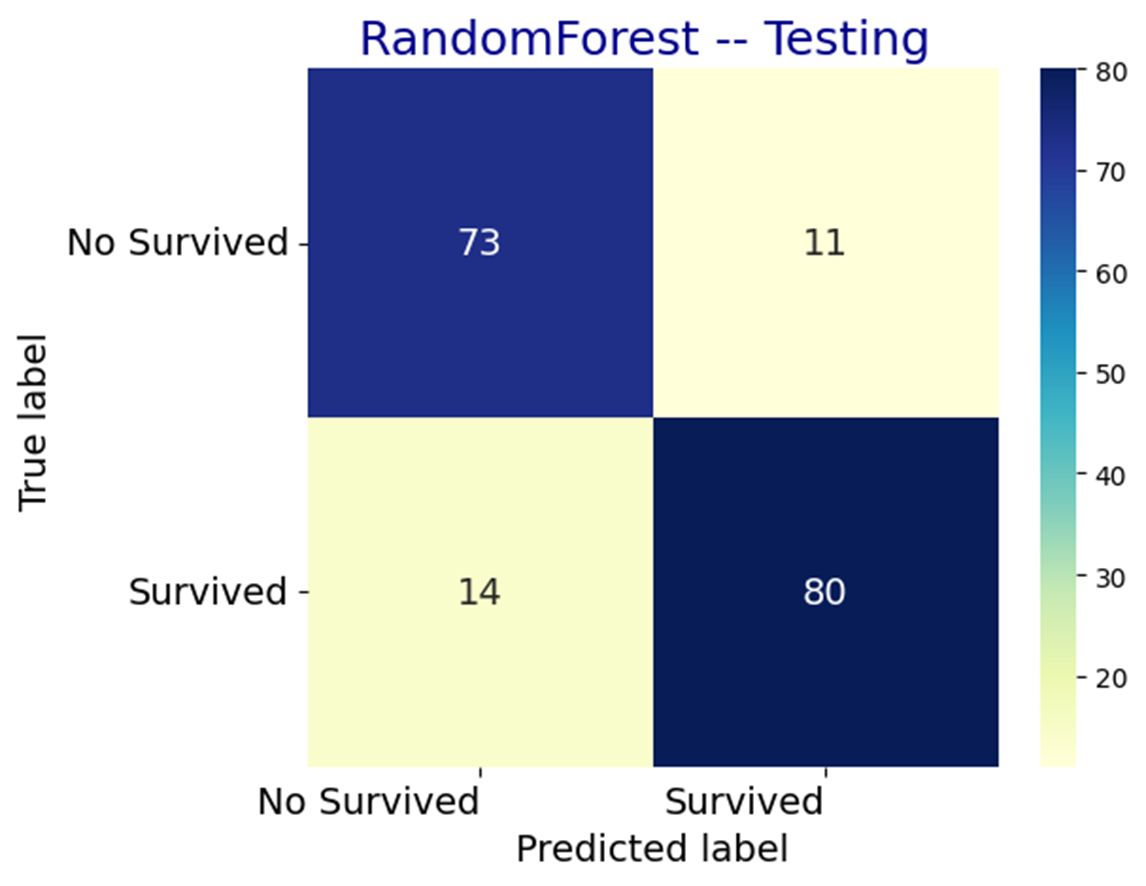 RandomForest -- Testing
80
70
60
50
40
30
20
No Survived
73
11
Survived
14
80
True label
No Survived
Survived
Predicted label